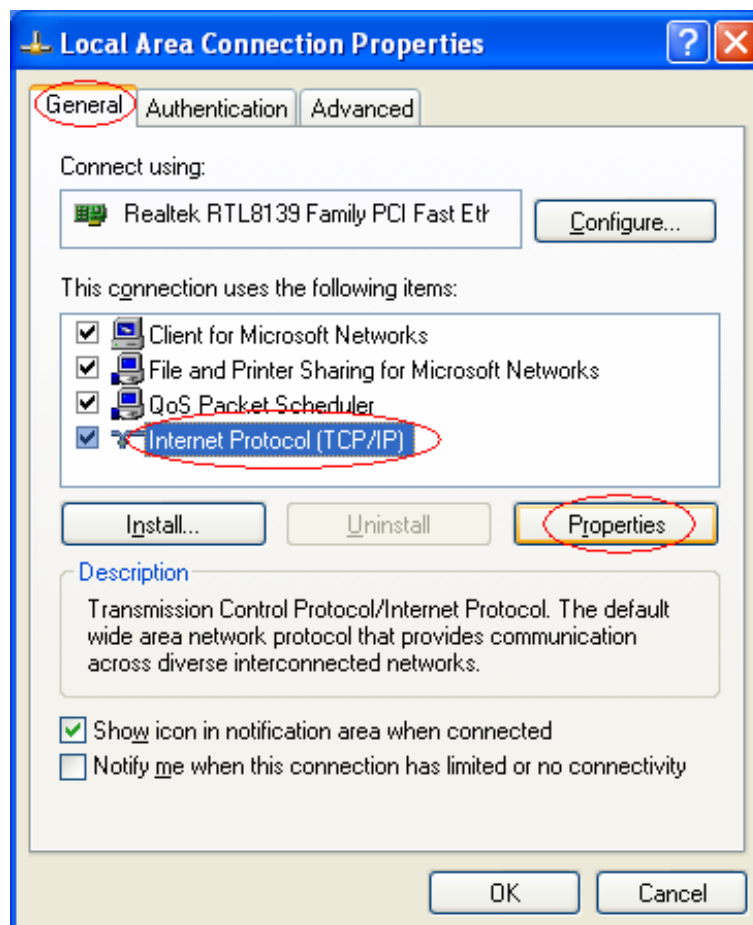 Local Area Connection Properties
General Authentication Advanced
Connect using:
Realtek RTL8139 Family PCI Fast Eth
Configure...
This connection uses the following items:
Client for Microsoft Networks
File and Printer Sharing for Microsoft Networks
QoS Packet Scheduler
Internet Protocol (TCP/IP)
Install... Uninstall Properties
Description
Transmission Control Protocol/Internet Protocol. The default
wide area network protocol that provides communication
across diverse interconnected networks.
Show icon in notification area when connected
Notify me when this connection has limited or no connectivity
OK Cancel